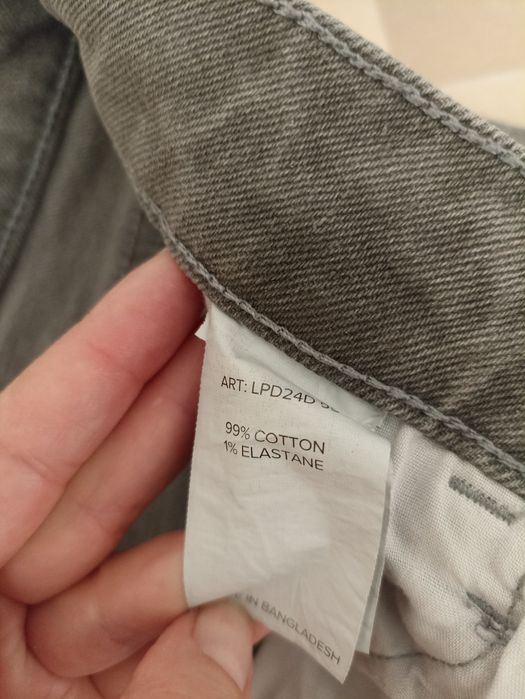 ART: LPD24D
99% COTTON
1% ELASTANE
IN BANGLADESH